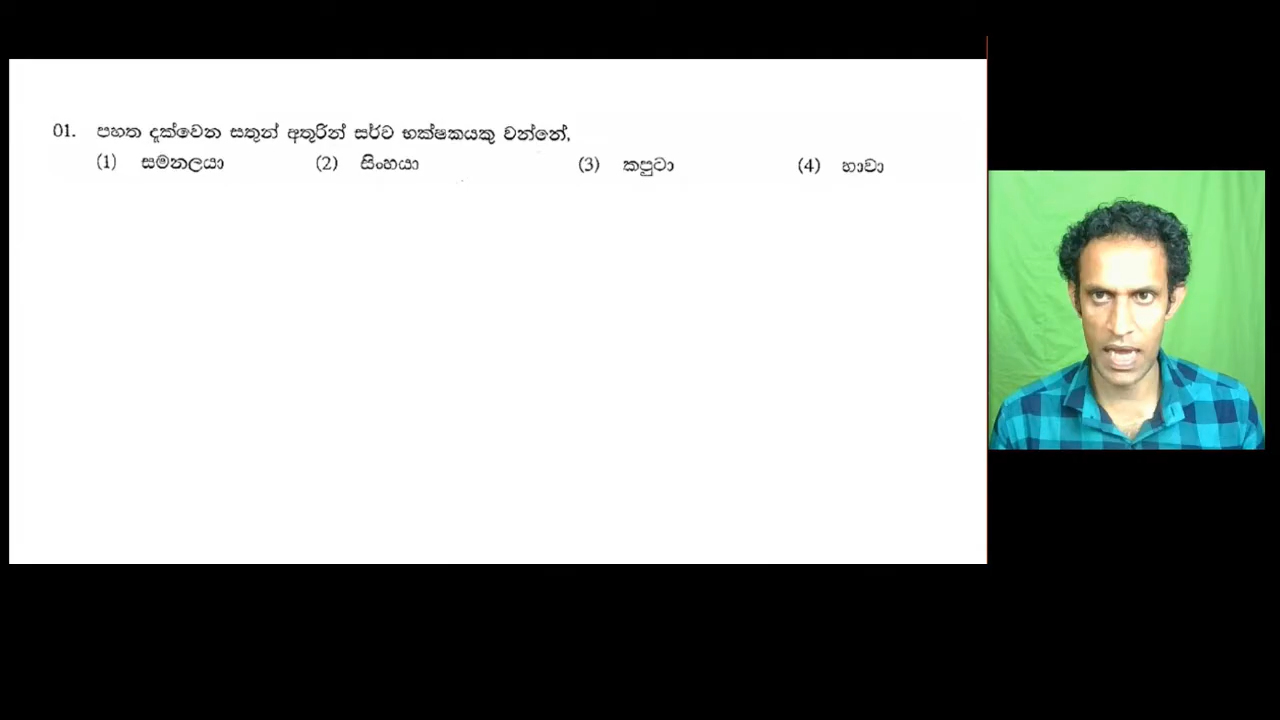 01. පහත දැක්වෙන සතුන් අතුරින් සර්ව භක්ෂකයකු වන්නේ,
(1) සමනලයා (2) සිංහයා (3) කපුටා (4) හාවා